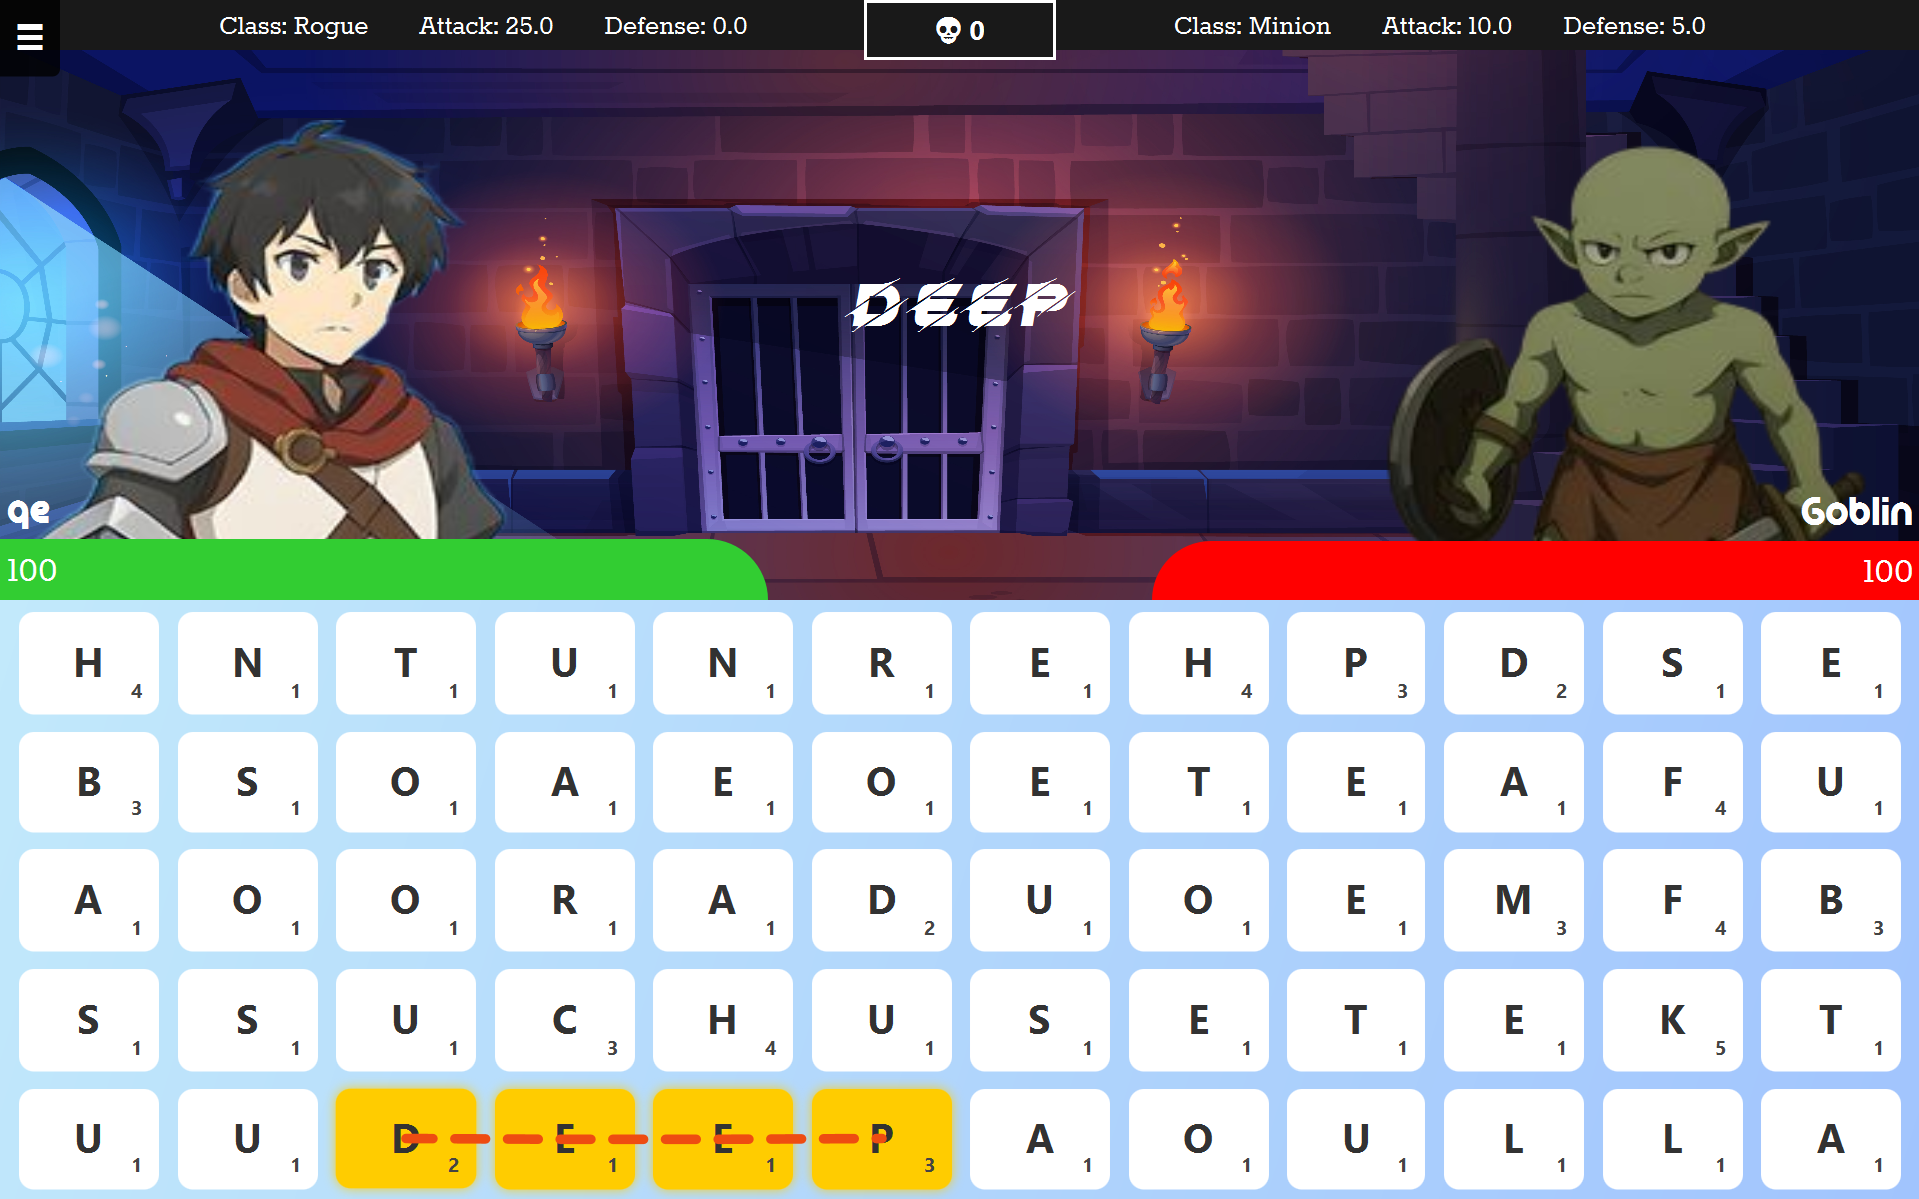 Class: Rogue Attack: 25.0 Defense: 0.0 0 Class: Minion Attack: 10.0 Defense: 5.0
DEEP
qe Goblin
100 100
H 4 N 1 T 1 U 1 N 1 R 1 E 1 H 4 P 3 D 2 S 1 E 1
B 3 S 1 O 1 A 1 E 1 O 1 E 1 T 1 E 1 A 1 F 4 U 1
A 1 O 1 O 1 R 1 A 1 D 2 U 1 O 1 E 1 M 3 F 4 B 3
S 1 S 1 U 1 C 3 H 4 U 1 S 1 E 1 T 1 E 1 K 5 T 1
U 1 U 1 D 2 E 1 E 1 P 3 A 1 O 1 U 1 L 1 L 1 A 1